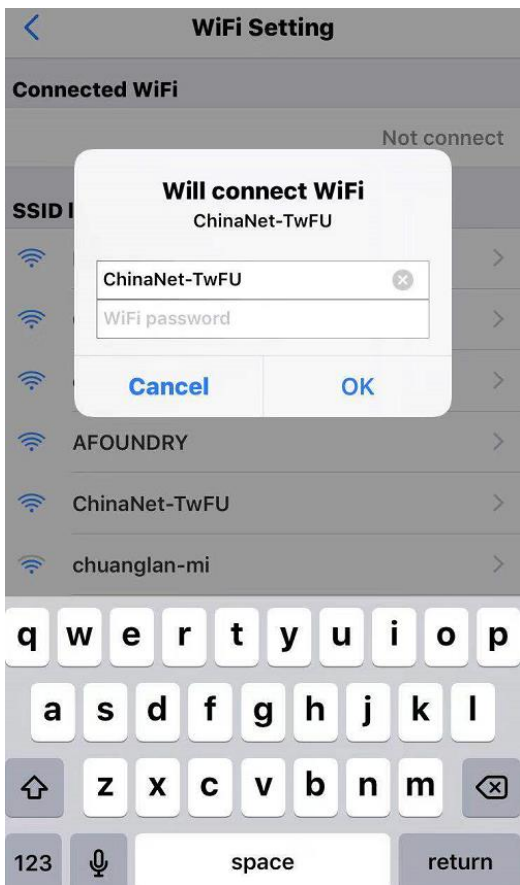 WiFi Setting
Connected WiFi
Not connect
Will connect WiFi
ChinaNet-TwFU
SSID
ChinaNet-TwFU
WiFi password
Cancel OK
AFOUNDRY
ChinaNet-TwFU
chuanglan-mi
q w e r t y u i o p
a s d f g h j k l
z x c v b n m
123 space return